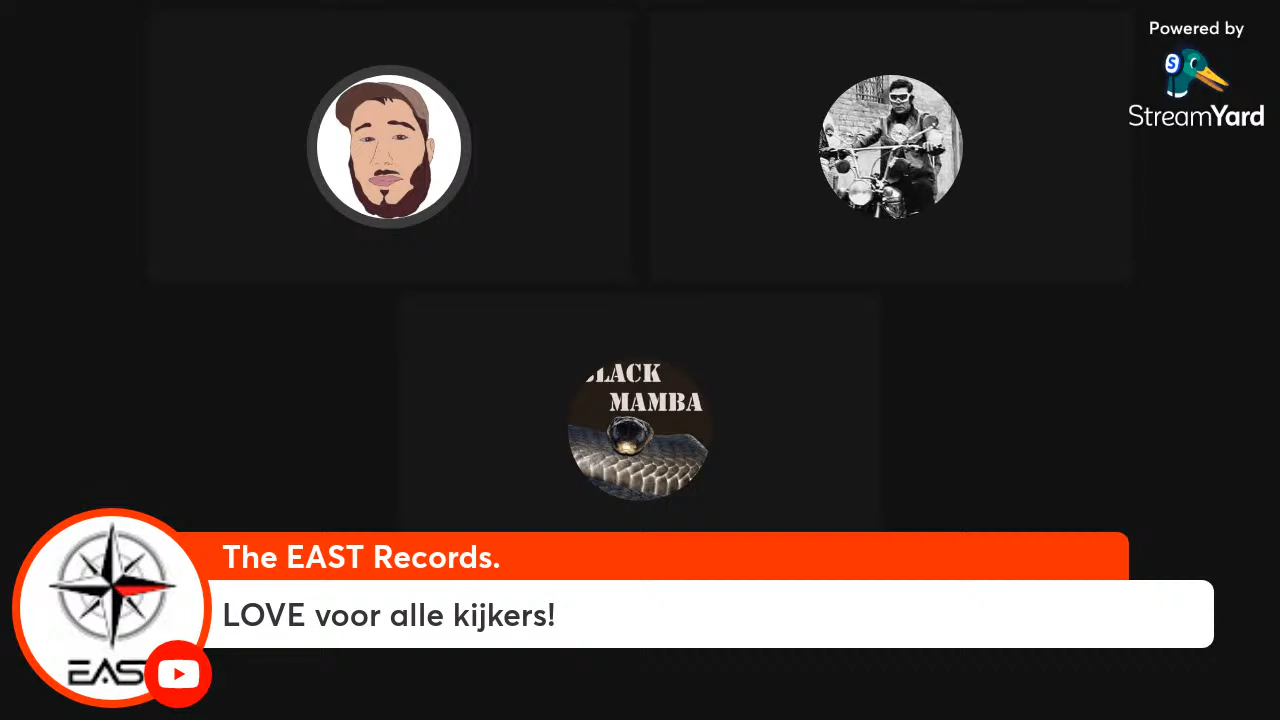 Powered by
S
StreamYard
BLACK
MAMBA
The EAST Records.
LOVE voor alle kijkers!
EAST